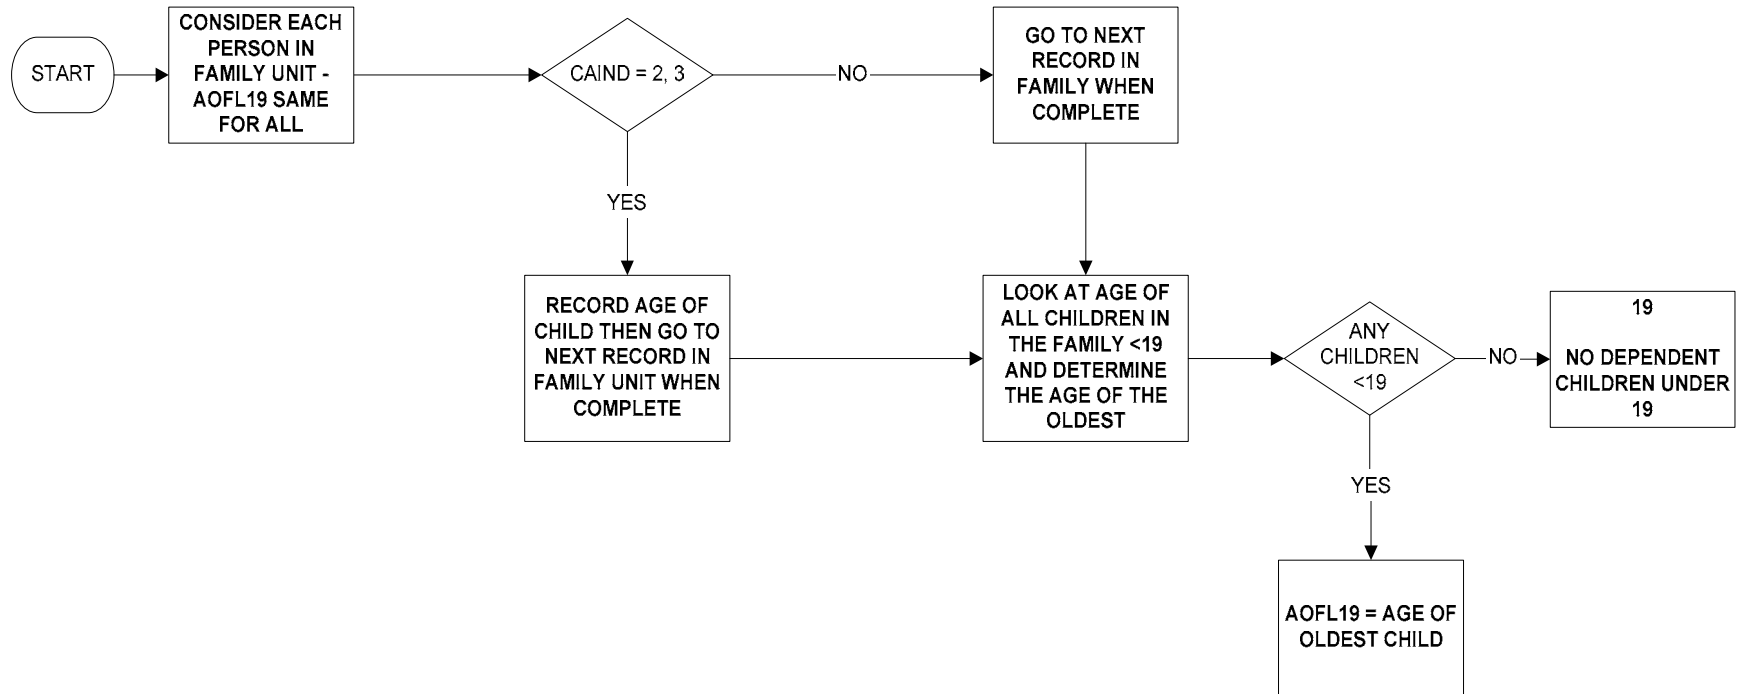 START
CONSIDER EACH
PERSON IN
FAMILY UNIT -
AOFL19 SAME
FOR ALL
CAIND = 2, 3
NO
GO TO NEXT
RECORD IN
FAMILY WHEN
COMPLETE
YES
RECORD AGE OF
CHILD THEN GO TO
NEXT RECORD IN
FAMILY UNIT WHEN
COMPLETE
LOOK AT AGE OF
ALL CHILDREN IN
THE FAMILY <19
AND DETERMINE
THE AGE OF THE
OLDEST
ANY
CHILDREN
<19
NO
19
NO DEPENDENT
CHILDREN UNDER
19
YES
AOFL19 = AGE OF
OLDEST CHILD